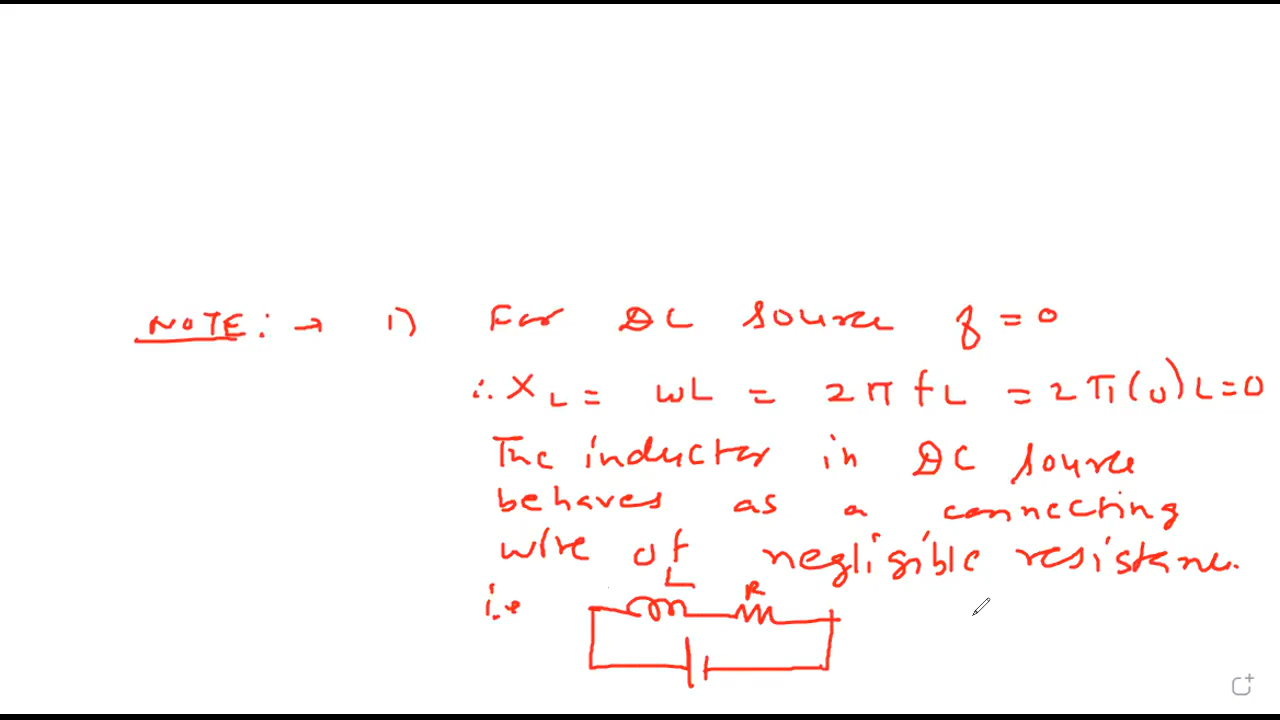 NOTE: → 1) For DC source f = 0
∴ X_L = ωL = 2π f L = 2π(0)L=0
The inductor in DC source
behaves as a connecting
wire of negligible resistance.
i.e
L R